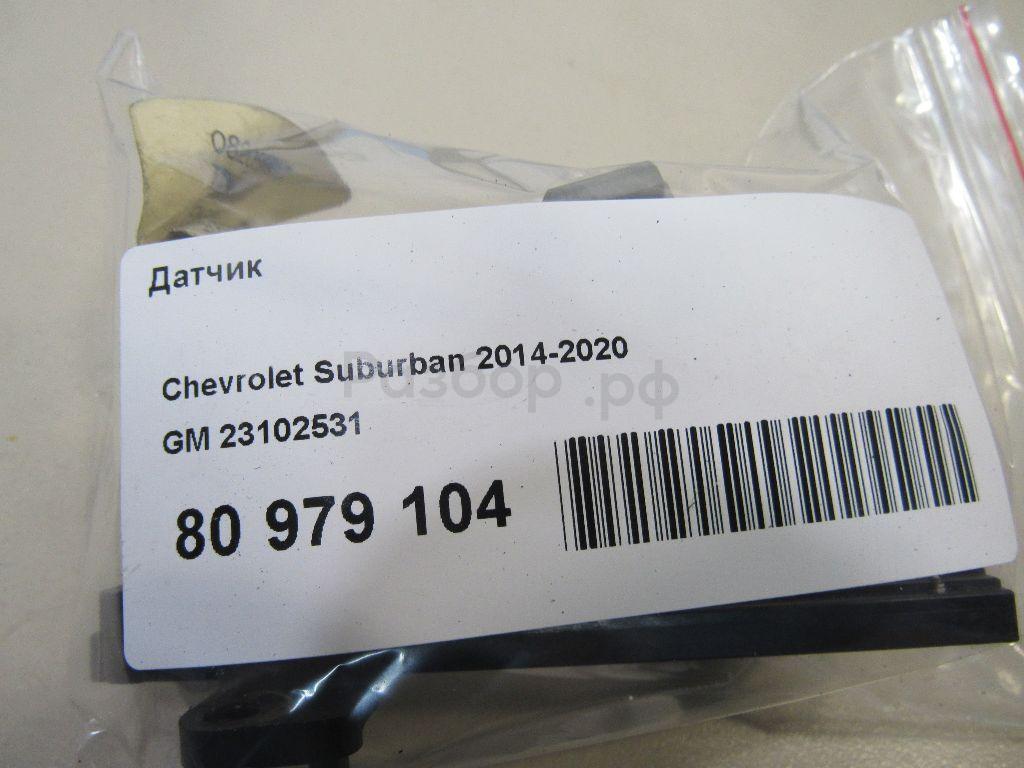 Датчик
Chevrolet Suburban 2014-2020
Разбор.рф
GM 23102531
80 979 104